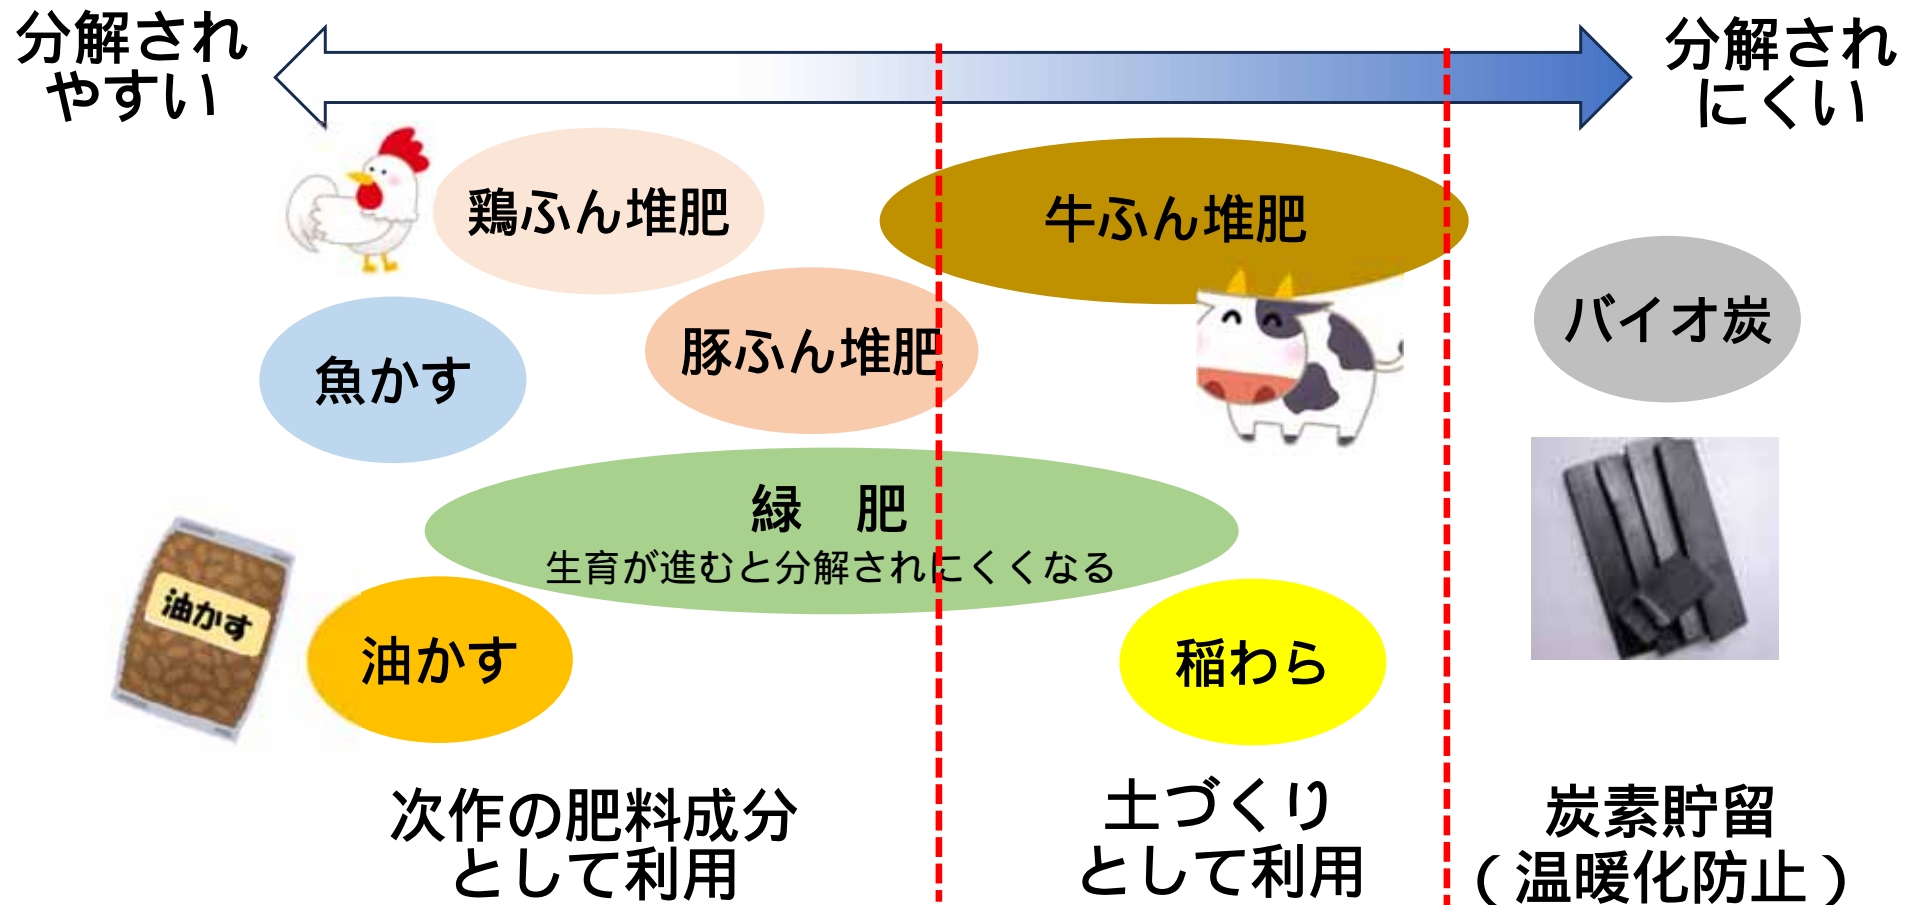 分解され
やすい
分解され
にくい
鶏ふん堆肥
牛ふん堆肥
バイオ炭
豚ふん堆肥
魚かす
緑　肥
生育が進むと分解されにくくなる
油かす
油かす
稲わら
次作の肥料成分
として利用
土づくり
として利用
炭素貯留
（温暖化防止）